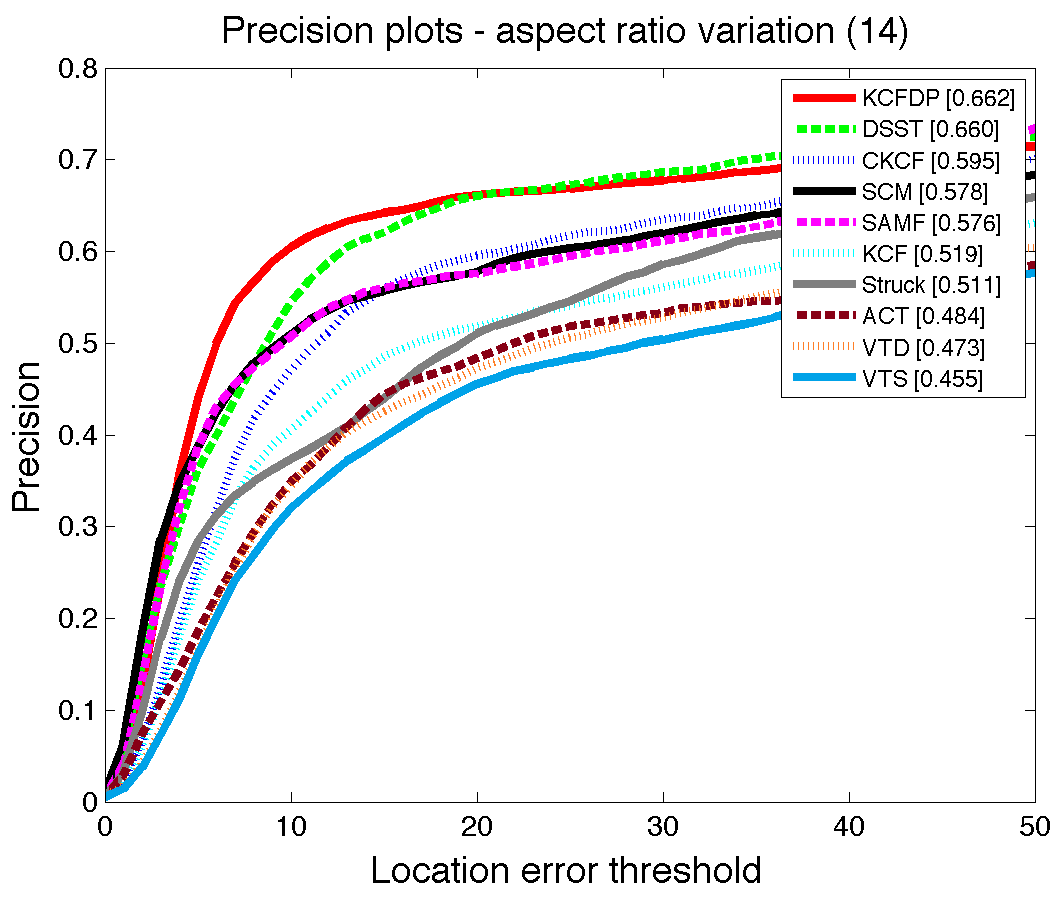 Precision plots - aspect ratio variation (14)
0.8
0.7
0.6
0.5
0.4
0.3
0.2
0.1
0
Precision
KCFDP [0.662]
DSST [0.660]
CKCF [0.595]
SCM [0.578]
SAMF [0.576]
KCF [0.519]
Struck [0.511]
ACT [0.484]
VTD [0.473]
VTS [0.455]
0 10 20 30 40 50
Location error threshold